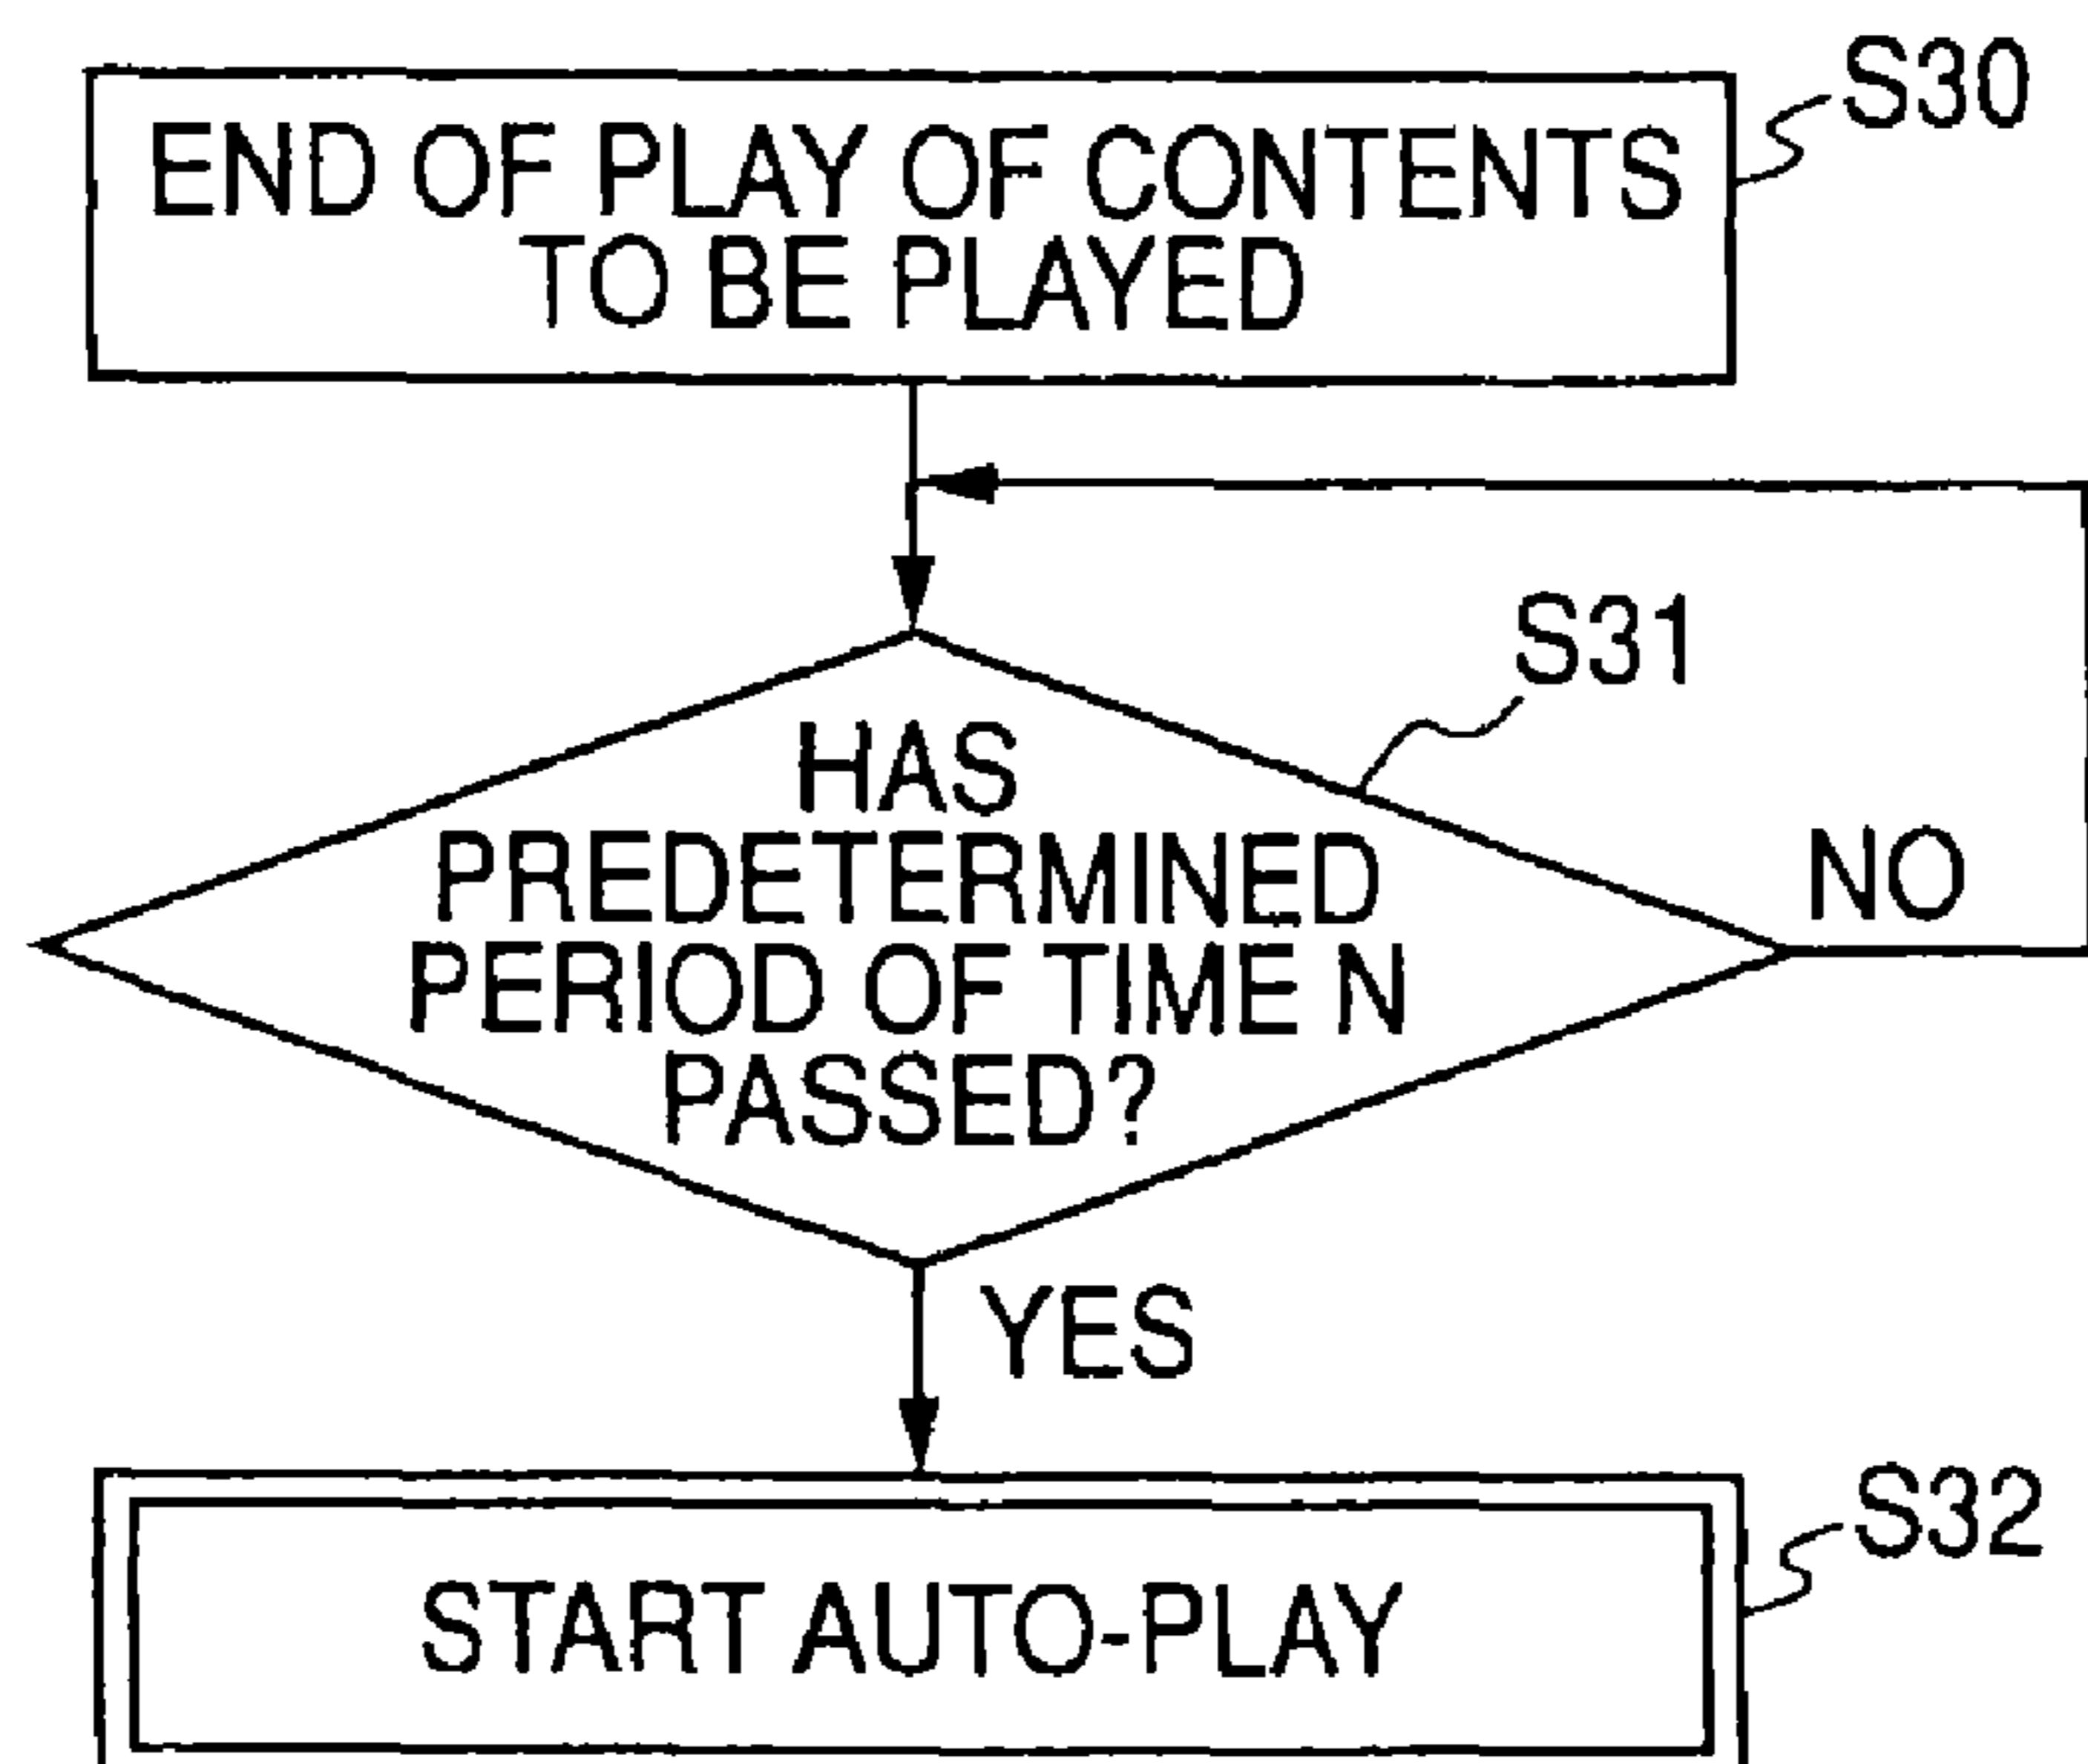 S30
END OF PLAY OF CONTENTS
TO BE PLAYED
S31
HAS
PREDETERMINED
PERIOD OF TIME N
PASSED?
NO
YES
S32
START AUTO-PLAY